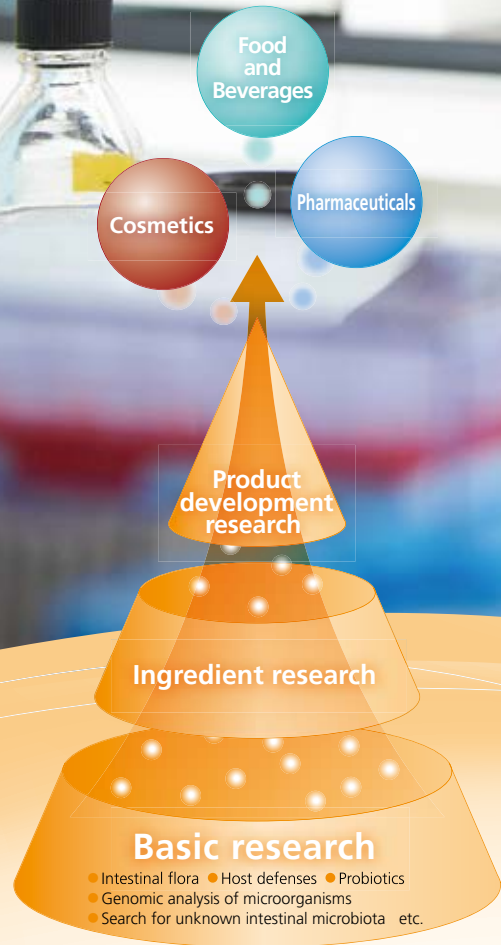 Food
and
Beverages
Cosmetics
Pharmaceuticals
Product
development
research
Ingredient research
Basic research
● Intestinal flora ● Host defenses ● Probiotics
● Genomic analysis of microorganisms
● Search for unknown intestinal microbiota etc.